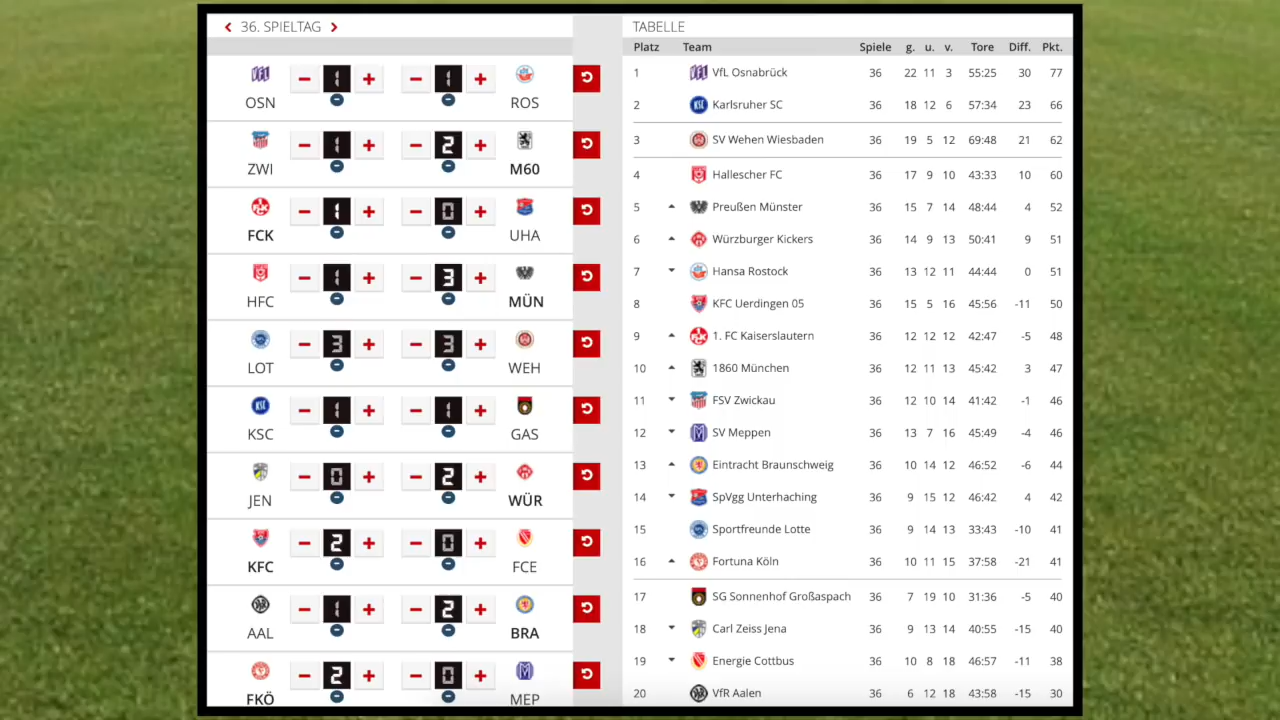 36. SPIELTAG
OSN 1 1 ROS
ZWI 1 2 M60
FCK 1 0 UHA
HFC 1 3 MÜN
LOT 3 3 WEH
KSC 1 1 GAS
JEN 0 2 WÜR
KFC 2 0 FCE
AAL 1 2 BRA
FKÖ 2 0 MEP
TABELLE
Platz Team Spiele g. u. v. Tore Diff. Pkt.
1 VfL Osnabrück 36 22 11 3 55:25 30 77
2 Karlsruher SC 36 18 12 6 57:34 23 66
3 SV Wehen Wiesbaden 36 19 5 12 69:48 21 62
4 Hallescher FC 36 17 9 10 43:33 10 60
5 Preußen Münster 36 15 7 14 48:44 4 52
6 Würzburger Kickers 36 14 9 13 50:41 9 51
7 Hansa Rostock 36 13 12 11 44:44 0 51
8 KFC Uerdingen 05 36 15 5 16 45:56 -11 50
9 1. FC Kaiserslautern 36 12 12 12 42:47 -5 48
10 1860 München 36 12 11 13 45:42 3 47
11 FSV Zwickau 36 12 10 14 41:42 -1 46
12 SV Meppen 36 13 7 16 45:49 -4 46
13 Eintracht Braunschweig 36 10 14 12 46:52 -6 44
14 SpVgg Unterhaching 36 9 15 12 46:42 4 42
15 Sportfreunde Lotte 36 9 14 13 33:43 -10 41
16 Fortuna Köln 36 10 11 15 37:58 -21 41
17 SG Sonnenhof Großaspach 36 7 19 10 31:36 -5 40
18 Carl Zeiss Jena 36 9 13 14 40:55 -15 40
19 Energie Cottbus 36 10 8 18 46:57 -11 38
20 VfR Aalen 36 6 12 18 43:58 -15 30